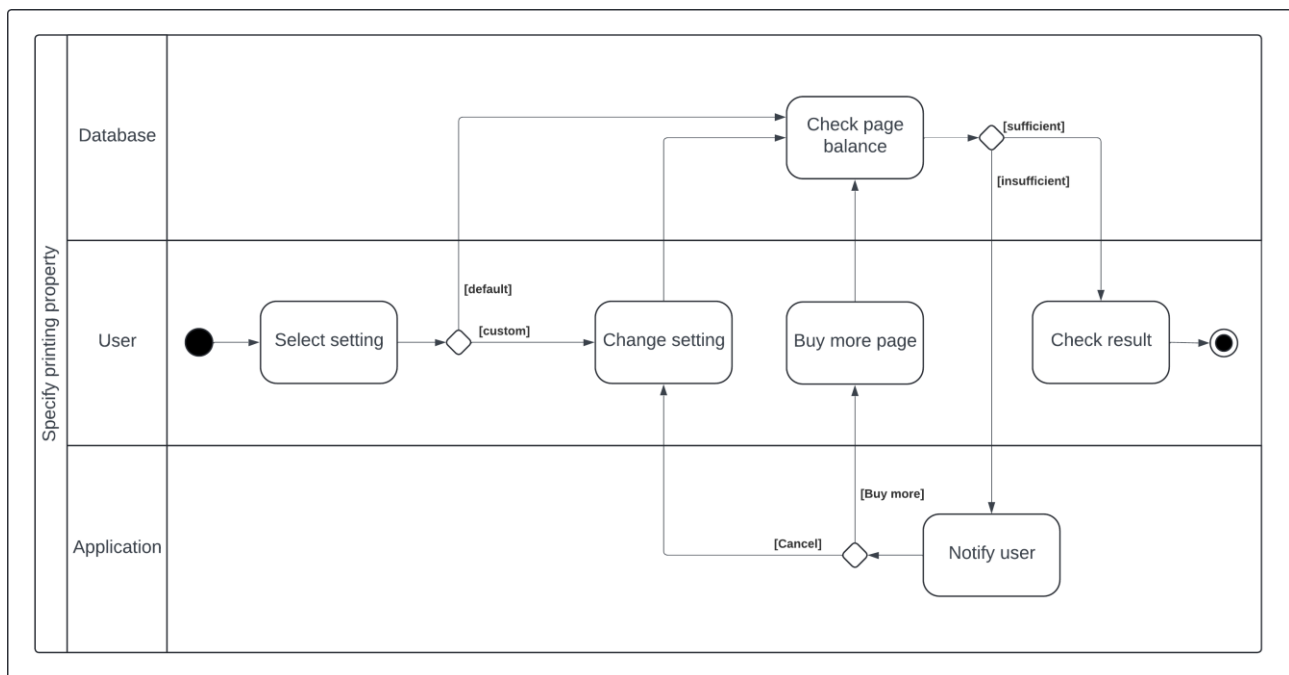 Specify printing property
Database
Check page
balance
[sufficient]
[insufficient]
User
Select setting
[default]
[custom]
Change setting
Buy more page
Check result
Application
[Buy more]
[Cancel]
Notify user